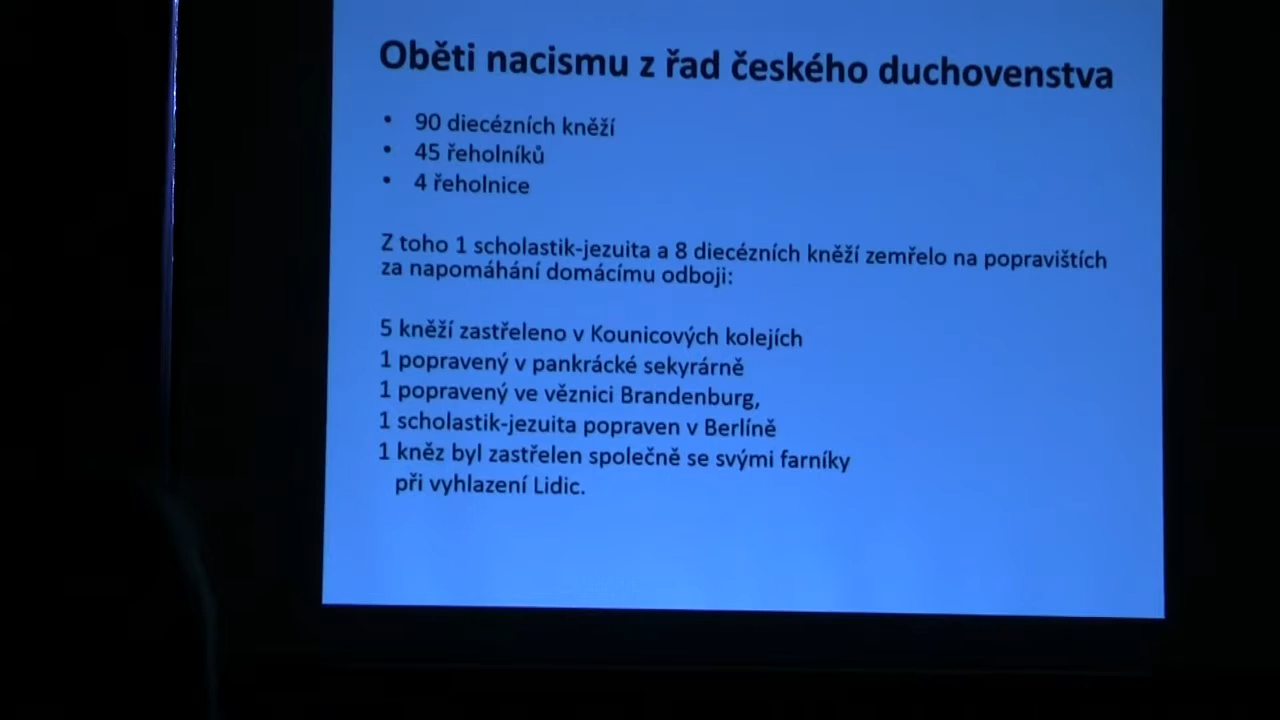 Oběti nacismu z řad českého duchovenstva
• 90 diecézních kněží
• 45 řeholníků
• 4 řeholnice
Z toho 1 scholastik-jezuita a 8 diecézních kněží zemřelo na popravištích
za napomáhání domácímu odboji:
5 kněží zastřeleno v Kounicových kolejích
1 popravený v pankrácké sekyrárně
1 popravený ve věznici Brandenburg,
1 scholastik-jezuita popraven v Berlíně
1 kněz byl zastřelen společně se svými farníky
při vyhlazení Lidic.